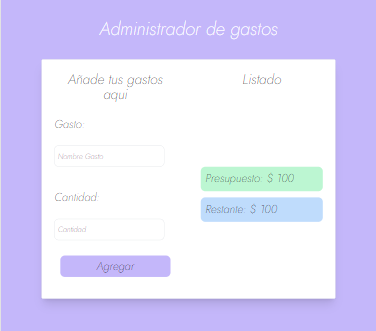 Administrador de gastos
Añade tus gastos
aqui
Gasto:
Nombre Gasto
Cantidad:
Cantidad
Agregar
Listado
Presupuesto: $ 100
Restante: $ 100